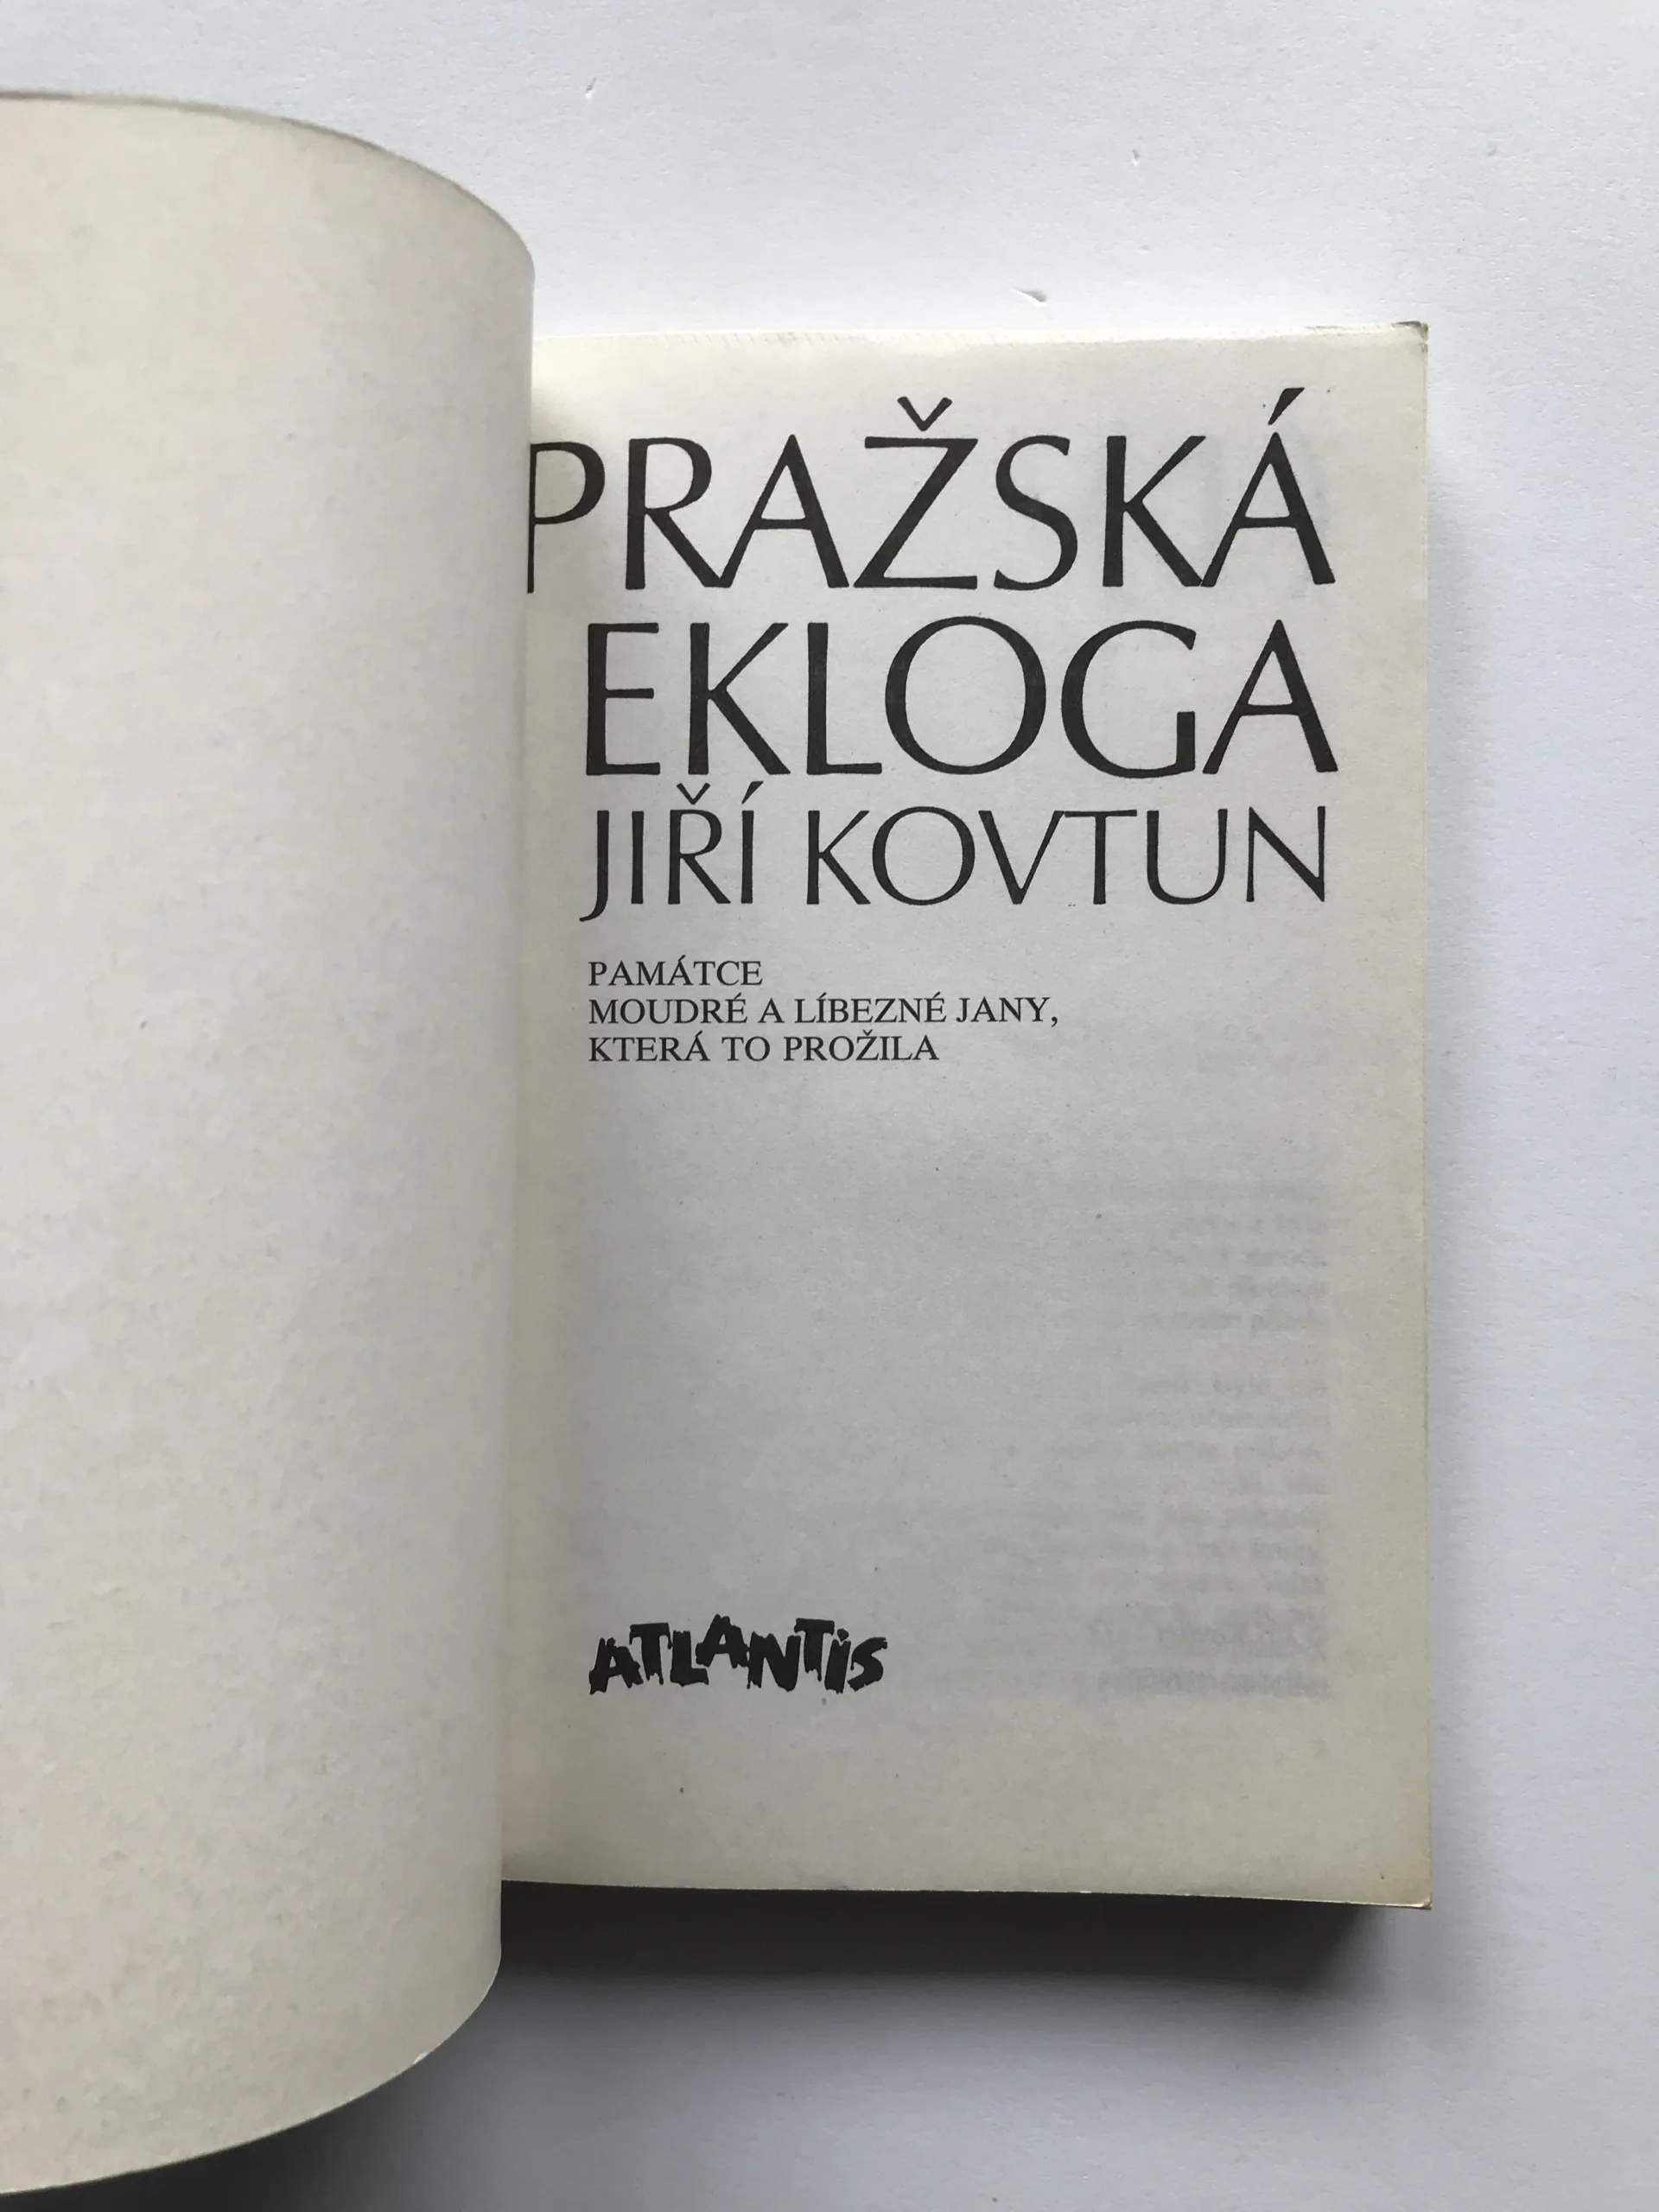 PRAŽSKÁ
EKLOGA
JIŘÍ KOVTUN
PAMÁTCE
MOUDRÉ A LÍBEZNÉ JANY,
KTERÁ TO PROŽILA
ATLANTIS